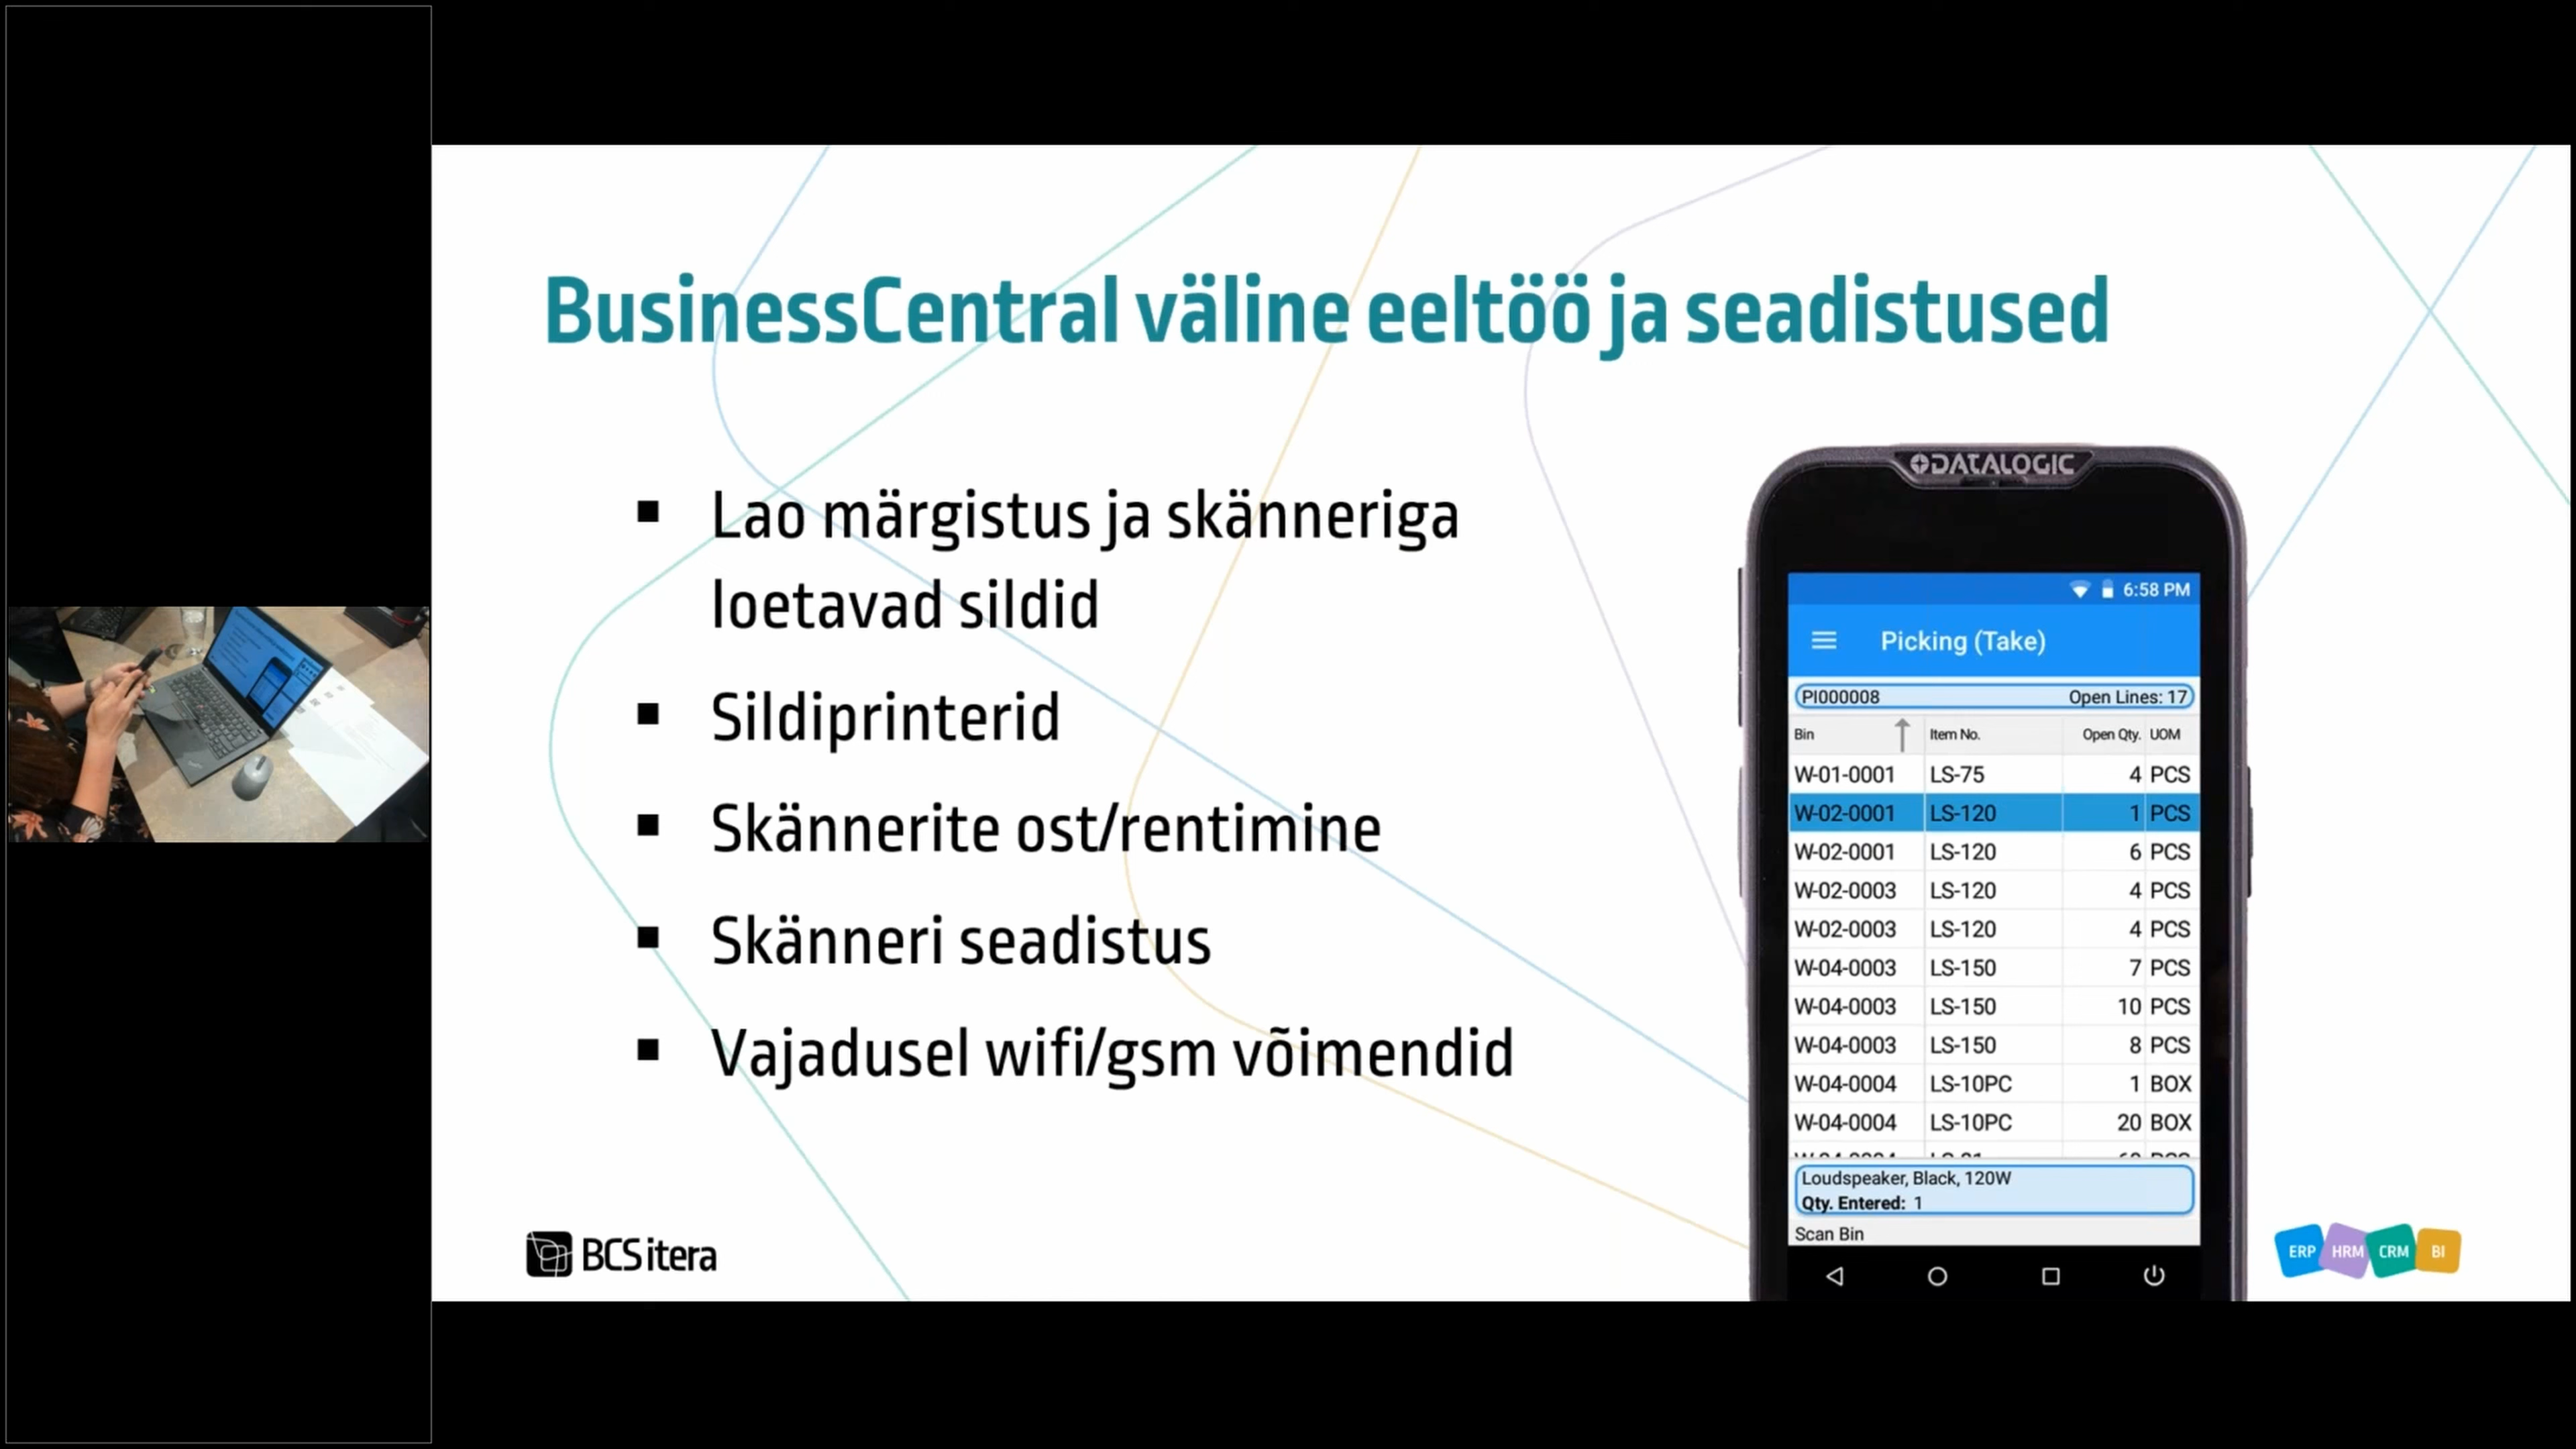 BusinessCentral väline eeltöö ja seadistused
Lao märgistus ja skänneriga
loetavad sildid
Sildiprinterid
Skännerite ost/rentimine
Skänneri seadistus
Vajadusel wifi/gsm võimendid
BCS itera
DATALOGIC
6:58 PM
Picking (Take)
PI000008 Open Lines: 17
Bin Item No. Open Qty. UOM
W-01-0001 LS-75 4 PCS
W-02-0001 LS-120 1 PCS
W-02-0001 LS-120 6 PCS
W-02-0003 LS-120 4 PCS
W-02-0003 LS-120 4 PCS
W-04-0003 LS-150 7 PCS
W-04-0003 LS-150 10 PCS
W-04-0003 LS-150 8 PCS
W-04-0004 LS-10PC 1 BOX
W-04-0004 LS-10PC 20 BOX
Loudspeaker, Black, 120W
Qty. Entered: 1
Scan Bin
ERP HRM CRM BI